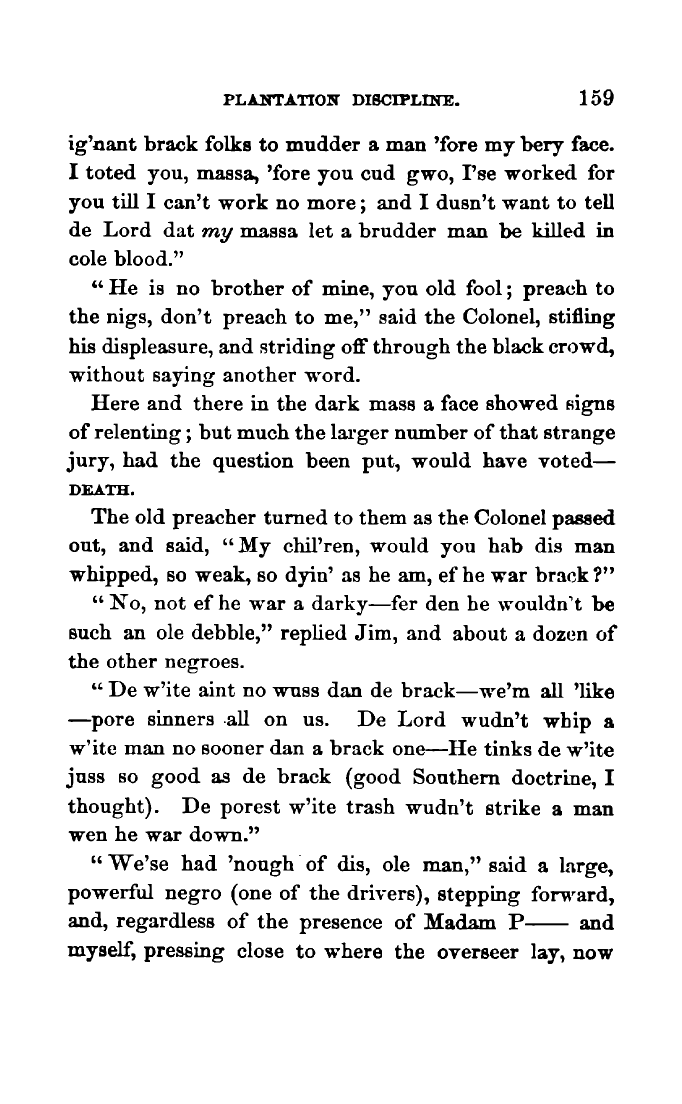 PLANTATION DISCIPLINE. 159
ig'nant brack folks to mudder a man 'fore my bery face.
I toted you, massa, 'fore you cud gwo, I'se worked for
you till I can't work no more; and I dusn't want to tell
de Lord dat my massa let a brudder man be killed in
cole blood."
"He is no brother of mine, you old fool; preach to
the nigs, don't preach to me," said the Colonel, stifling
his displeasure, and striding off through the black crowd,
without saying another word.
Here and there in the dark mass a face showed signs
of relenting; but much the larger number of that strange
jury, had the question been put, would have voted—
DEATH.
The old preacher turned to them as the Colonel passed
out, and said, "My chil'ren, would you hab dis man
whipped, so weak, so dyin' as he am, ef he war brack?"
"No, not ef he war a darky—fer den he wouldn't be
such an ole debble," replied Jim, and about a dozen of
the other negroes.
"De w'ite aint no wuss dan de brack—we'm all 'like
—pore sinners all on us. De Lord wudn't whip a
w'ite man no sooner dan a brack one—He tinks de w'ite
juss so good as de brack (good Southern doctrine, I
thought). De porest w'ite trash wudn't strike a man
wen he war down."
"We'se had 'nough of dis, ole man," said a large,
powerful negro (one of the drivers), stepping forward,
and, regardless of the presence of Madam P—— and
myself, pressing close to where the overseer lay, now